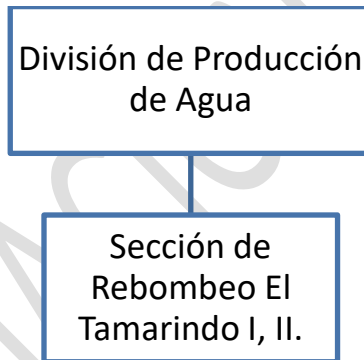 División de Producción
de Agua
Sección de
Rebombeo El
Tamarindo I, II.